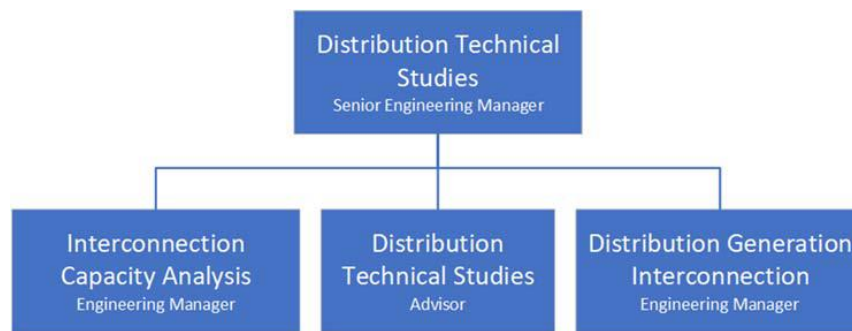 Distribution Technical
Studies
Senior Engineering Manager
Interconnection
Capacity Analysis
Engineering Manager
Distribution
Technical Studies
Advisor
Distribution Generation
Interconnection
Engineering Manager